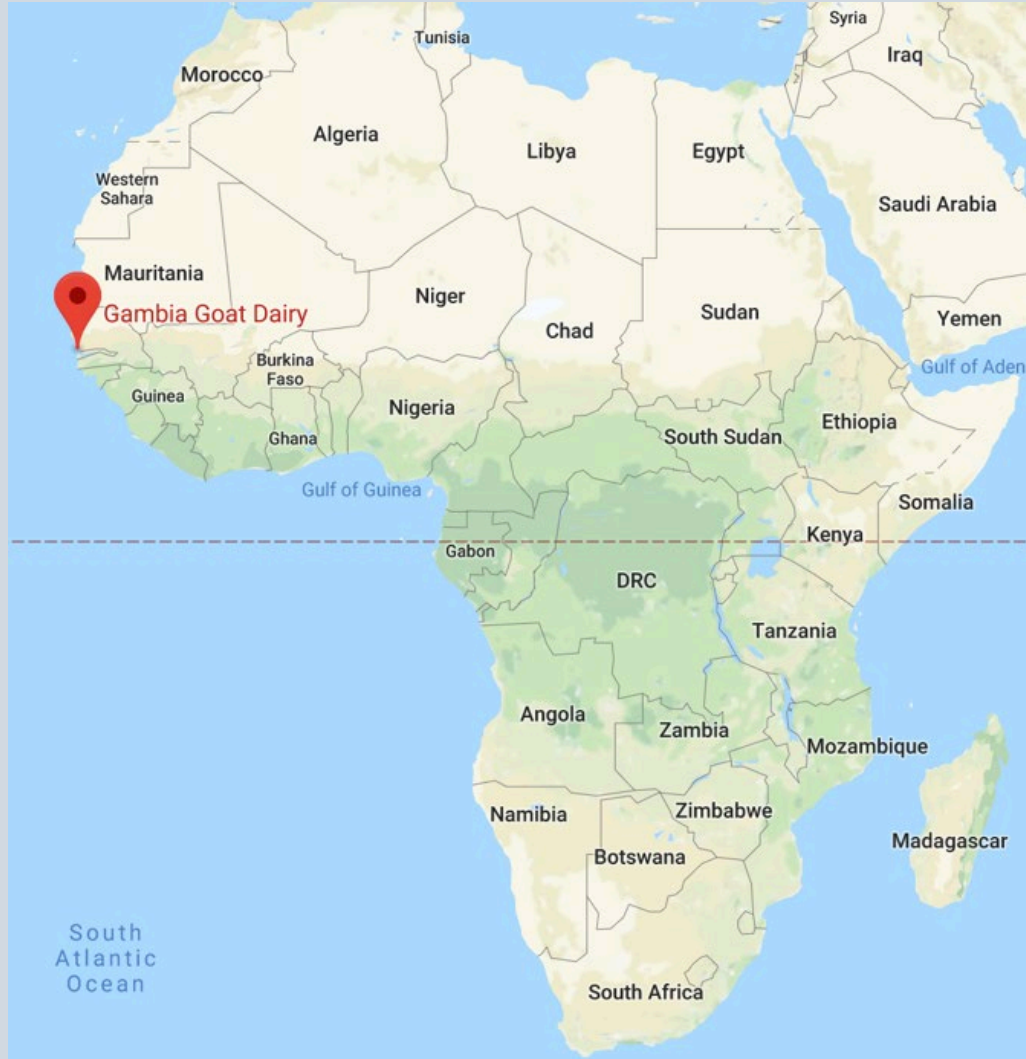 Syria
Tunisia
Iraq
Morocco
Algeria
Libya
Egypt
Western
Sahara
Saudi Arabia
Mauritania
Niger
Gambia Goat Dairy
Sudan
Yemen
Chad
Burkina
Faso
Gulf of Aden
Guinea
Nigeria
Ethiopia
Ghana
South Sudan
Gulf of Guinea
Somalia
Kenya
Gabon
DRC
Tanzania
Angola
Zambia
Mozambique
Namibia
Zimbabwe
Madagascar
Botswana
South
Atlantic
Ocean
South Africa